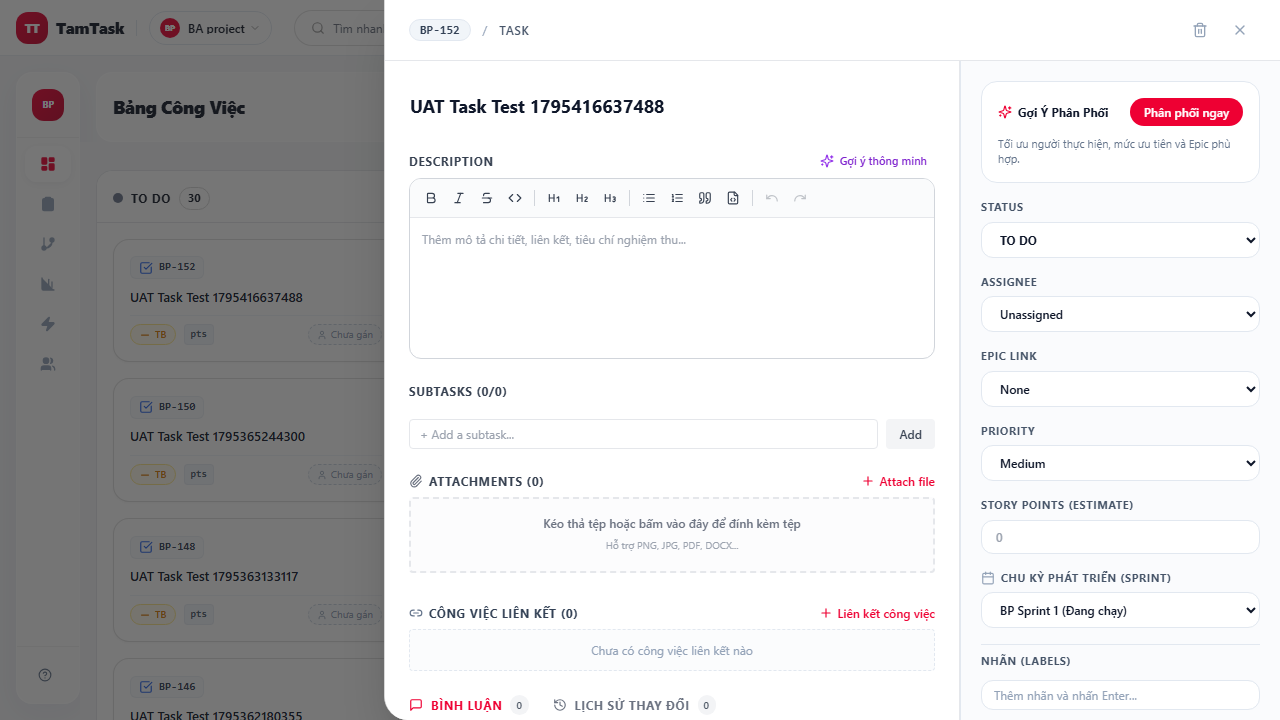 TT TamTask BP BA project Tìm nhanh
BP
Bảng Công Việc
TO DO 30
BP-152
UAT Task Test 1795416637488
TB pts Chưa gán
BP-150
UAT Task Test 1795365244300
TB pts Chưa gán
BP-148
UAT Task Test 1795363133117
TB pts Chưa gán
BP-146
UAT Task Test 1795362180355
BP-152 / TASK
UAT Task Test 1795416637488
DESCRIPTION Gợi ý thông minh
B I S <> H1 H2 H3
Thêm mô tả chi tiết, liên kết, tiêu chí nghiệm thu...
SUBTASKS (0/0)
+ Add a subtask... Add
ATTACHMENTS (0) + Attach file
Kéo thả tệp hoặc bấm vào đây để đính kèm tệp
Hỗ trợ PNG, JPG, PDF, DOCX...
CÔNG VIỆC LIÊN KẾT (0) + Liên kết công việc
Chưa có công việc liên kết nào
BÌNH LUẬN 0 LỊCH SỬ THAY ĐỔI 0
Gợi Ý Phân Phối Phân phối ngay
Tối ưu người thực hiện, mức ưu tiên và Epic phù
hợp.
STATUS
TO DO
ASSIGNEE
Unassigned
EPIC LINK
None
PRIORITY
Medium
STORY POINTS (ESTIMATE)
0
CHU KỲ PHÁT TRIỂN (SPRINT)
BP Sprint 1 (Đang chạy)
NHÃN (LABELS)
Thêm nhãn và nhấn Enter...